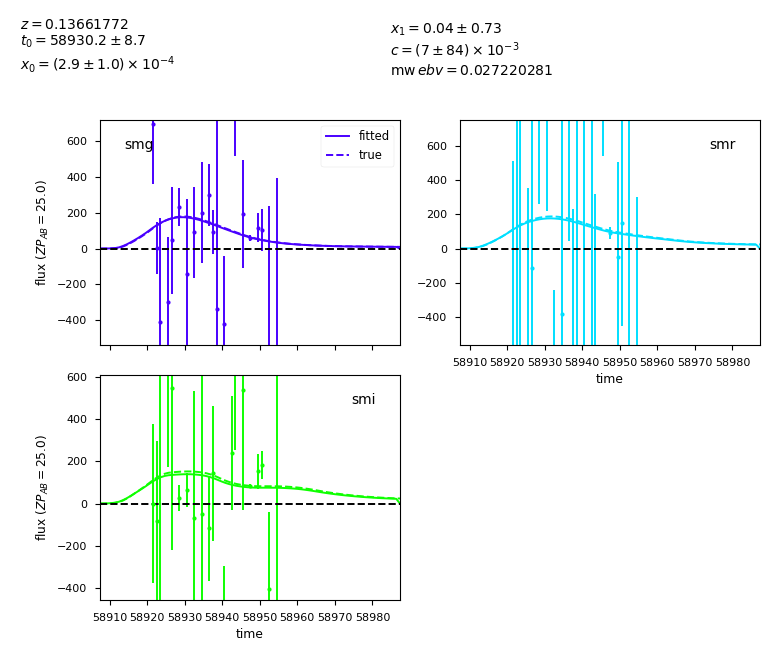 z = 0.13661772
t₀ = 58930.2 ± 8.7
x₀ = (2.9 ± 1.0) × 10⁻⁴
x₁ = 0.04 ± 0.73
c = (7 ± 84) × 10⁻³
mw ebv = 0.027220281
smg
fitted
true
600
400
200
0
−200
−400
flux (ZP_AB = 25.0)
smr
600
400
200
0
−200
−400
58910 58920 58930 58940 58950 58960 58970 58980
time
smi
600
400
200
0
−200
−400
flux (ZP_AB = 25.0)
58910 58920 58930 58940 58950 58960 58970 58980
time